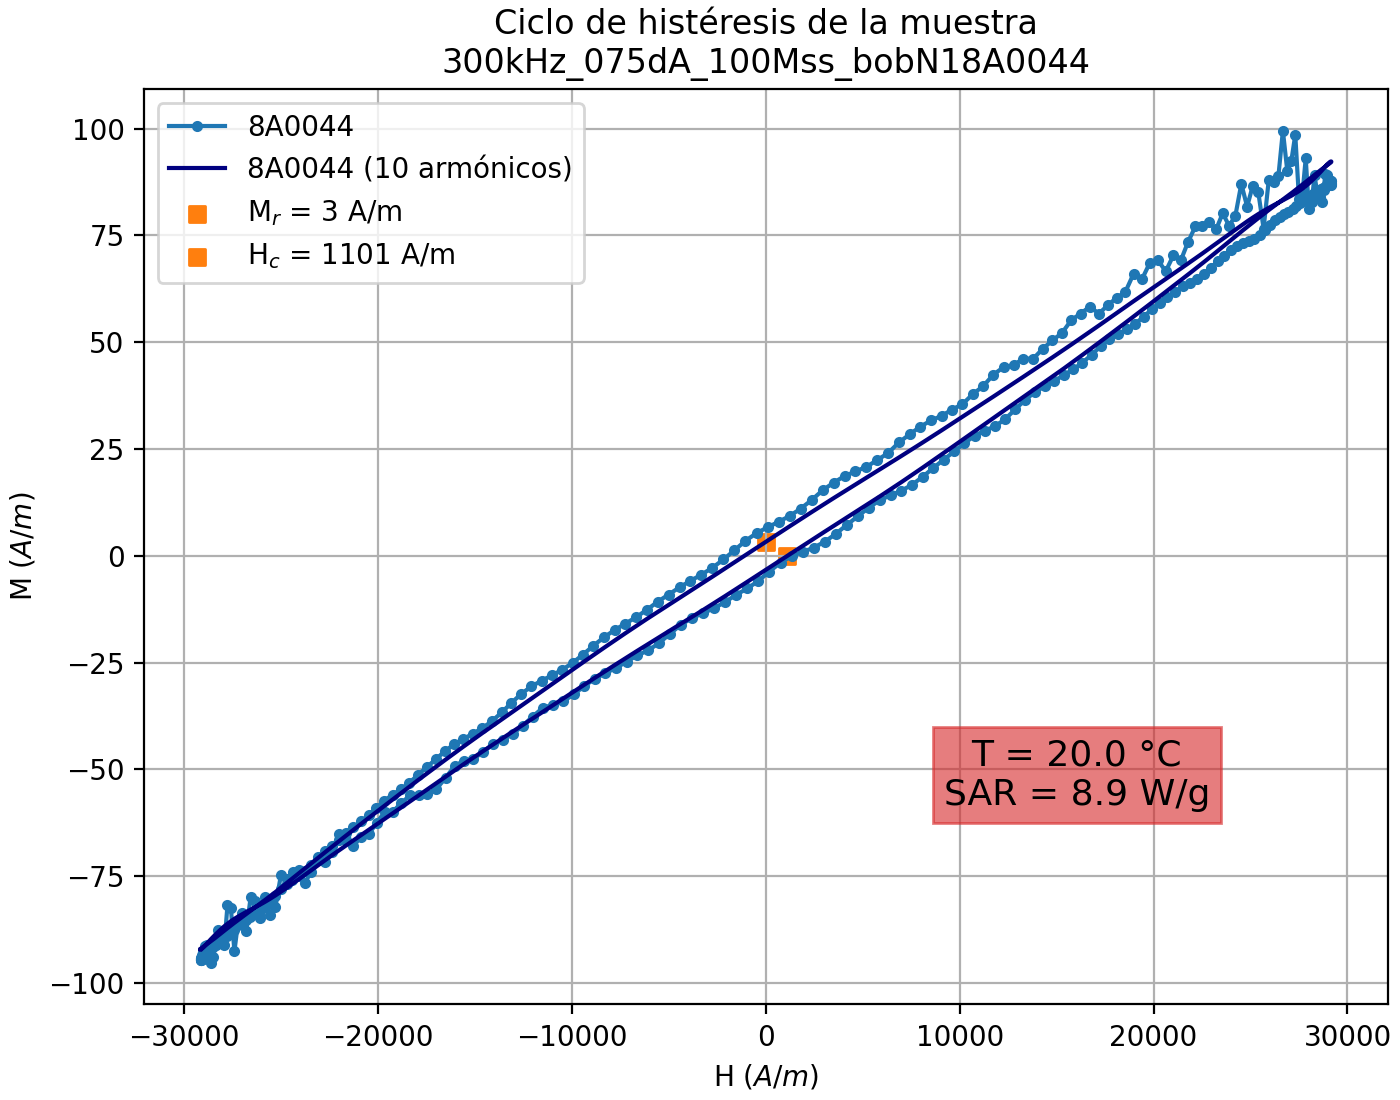 Ciclo de histéresis de la muestra
300kHz_075dA_100Mss_bobN18A0044
8A0044
8A0044 (10 armónicos)
Mr = 3 A/m
Hc = 1101 A/m
100
75
50
25
0
−25
−50
−75
−100
M (A/m)
T = 20.0 °C
SAR = 8.9 W/g
−30000
−20000
−10000
0
10000
20000
30000
H (A/m)